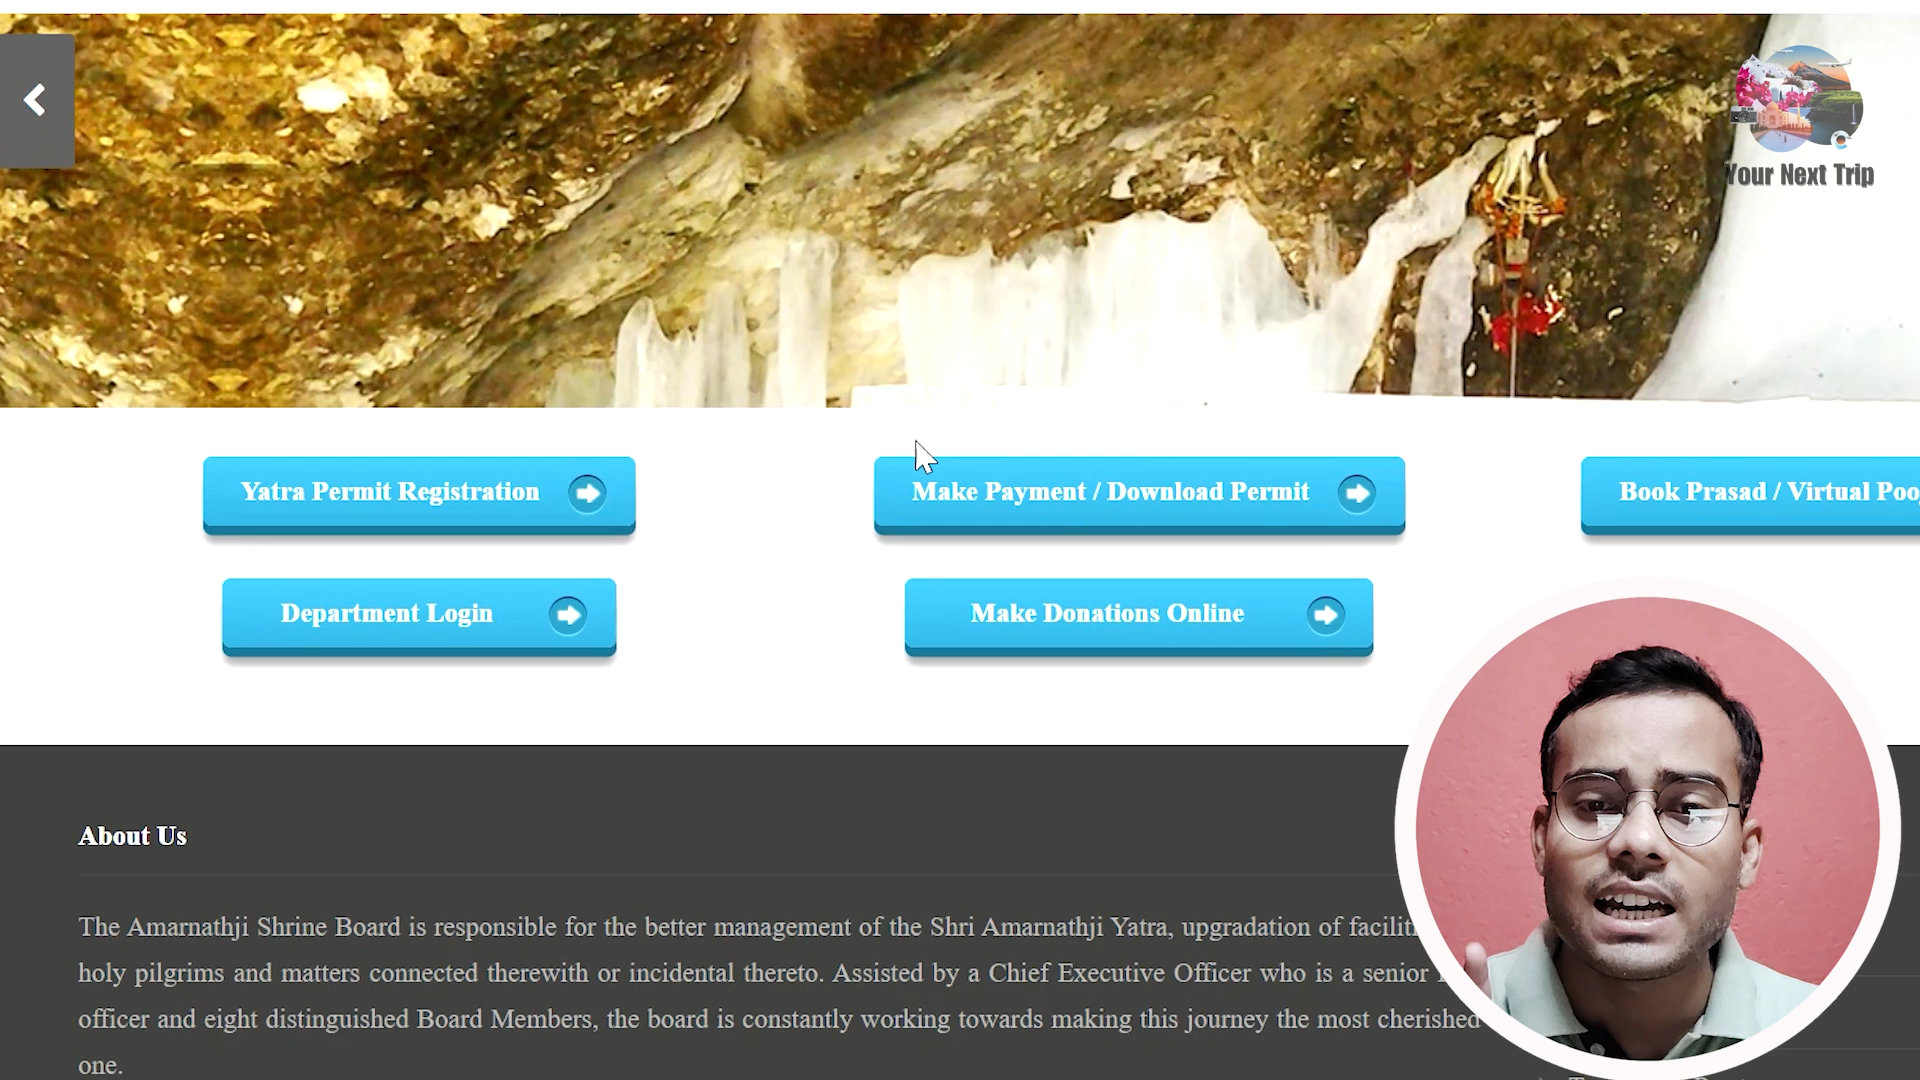 Your Next Trip
Yatra Permit Registration
Make Payment / Download Permit
Book Prasad / Virtual
Department Login
Make Donations Online
About Us
The Amarnathji Shrine Board is responsible for the better management of the Shri Amarnathji Yatra, upgradation of
holy pilgrims and matters connected therewith or incidental thereto. Assisted by a Chief Executive Officer who is a senior
officer and eight distinguished Board Members, the board is constantly working towards making this journey the most cherished
one.